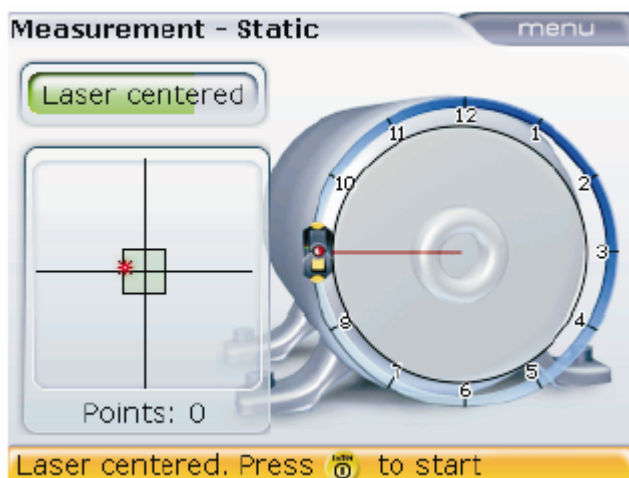 Measurement - Static
menu
Laser centered
12
11
1
10
2
3
8
4
7
5
6
Points: 0
Laser centered. Press to start